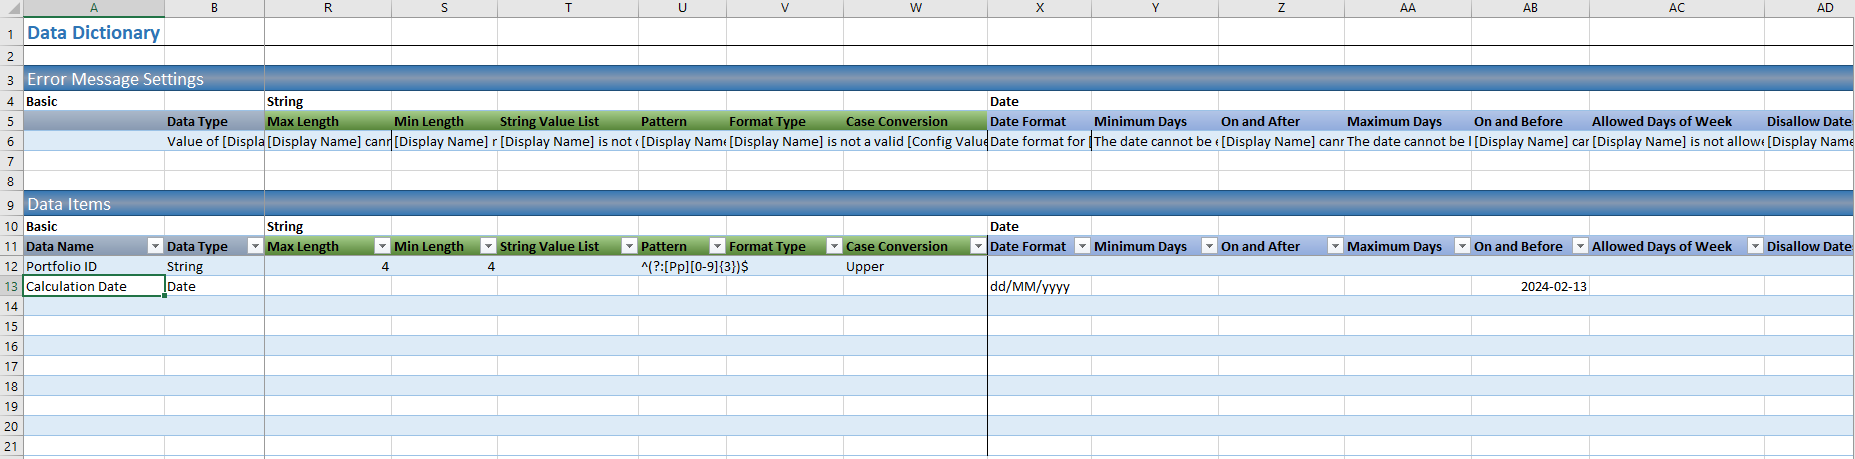 A B R S T U V W X Y Z AA AB AC AD
1 Data Dictionary
2
3 Error Message Settings
4 Basic String Date
5 Data Type Max Length Min Length String Value List Pattern Format Type Case Conversion Date Format Minimum Days On and After Maximum Days On and Before Allowed Days of Week Disallow Date
6 Value of [Displa [Display Name] cann [Display Name] r [Display Name] is not [Display Name [Display Name] is not a valid [Config Value Date format for [ The date cannot be [Display Name] cann The date cannot be l [Display Name] can [Display Name] is not allowe [Display Name
7
8
9 Data Items
10 Basic String Date
11 Data Name Data Type Max Length Min Length String Value List Pattern Format Type Case Conversion Date Format Minimum Days On and After Maximum Days On and Before Allowed Days of Week Disallow Date
12 Portfolio ID String 4 4 ^(?:[Pp][0-9]{3})$ Upper
13 Calculation Date Date dd/MM/yyyy 2024-02-13
14
15
16
17
18
19
20
21